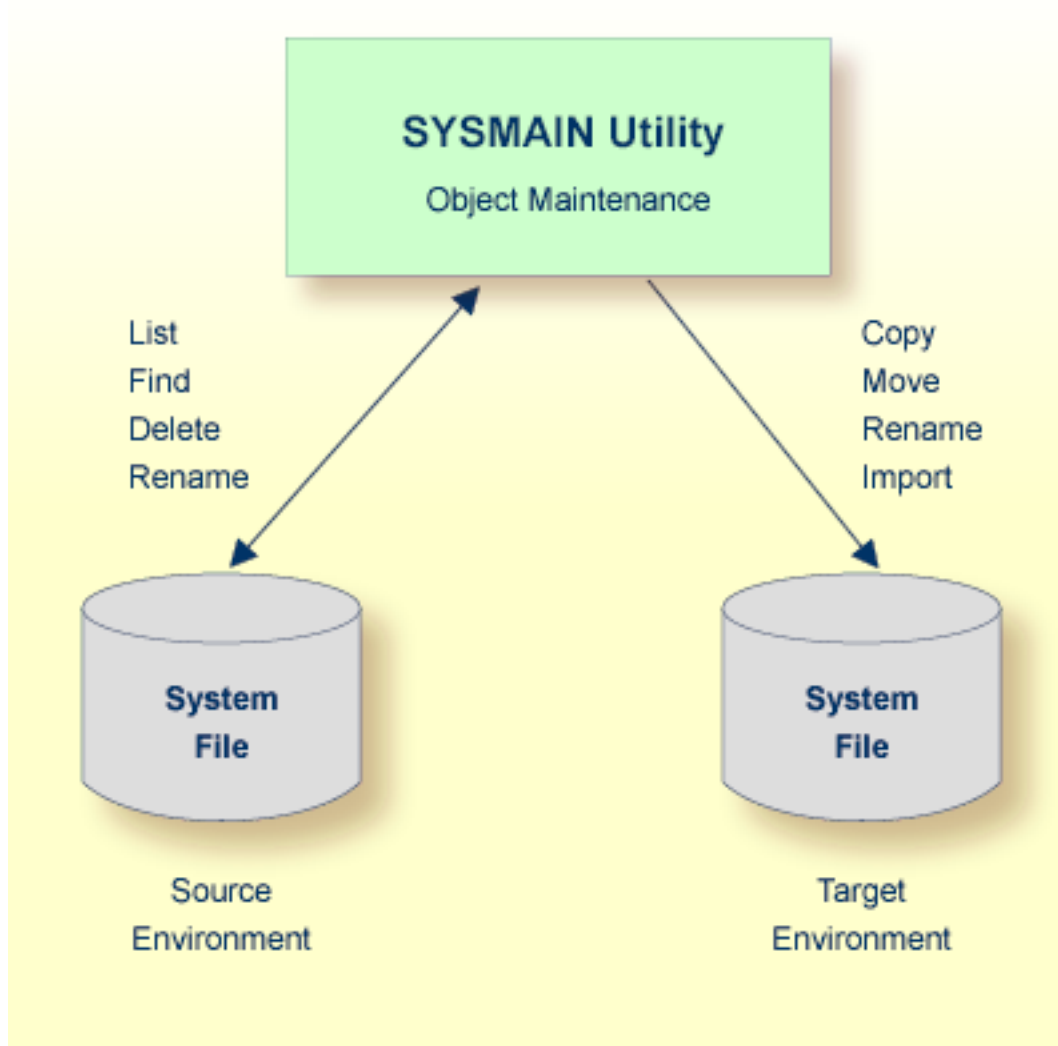 SYSMAIN Utility
Object Maintenance
List
Find
Delete
Rename
Copy
Move
Rename
Import
System
File
Source
Environment
System
File
Target
Environment